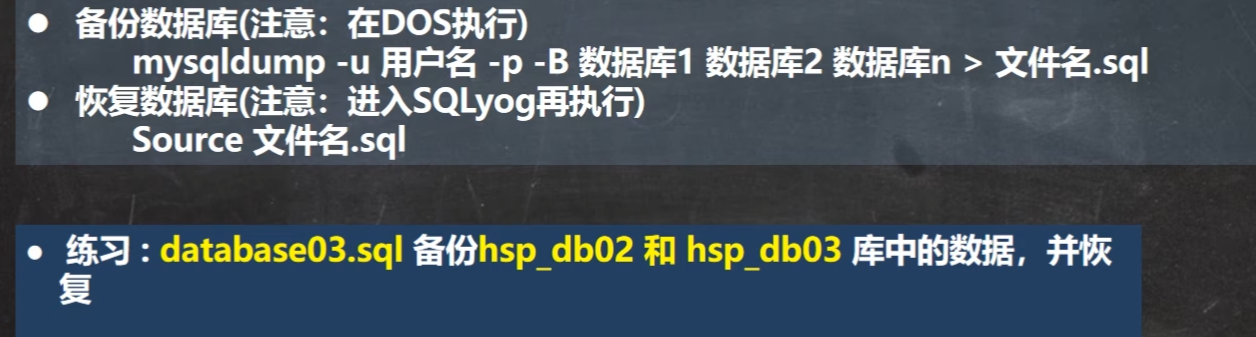 ● 备份数据库(注意：在DOS执行)
mysqldump -u 用户名 -p -B 数据库1 数据库2 数据库n > 文件名.sql
● 恢复数据库(注意：进入SQLyog再执行)
Source 文件名.sql
● 练习 : database03.sql 备份hsp_db02 和 hsp_db03 库中的数据，并恢
复